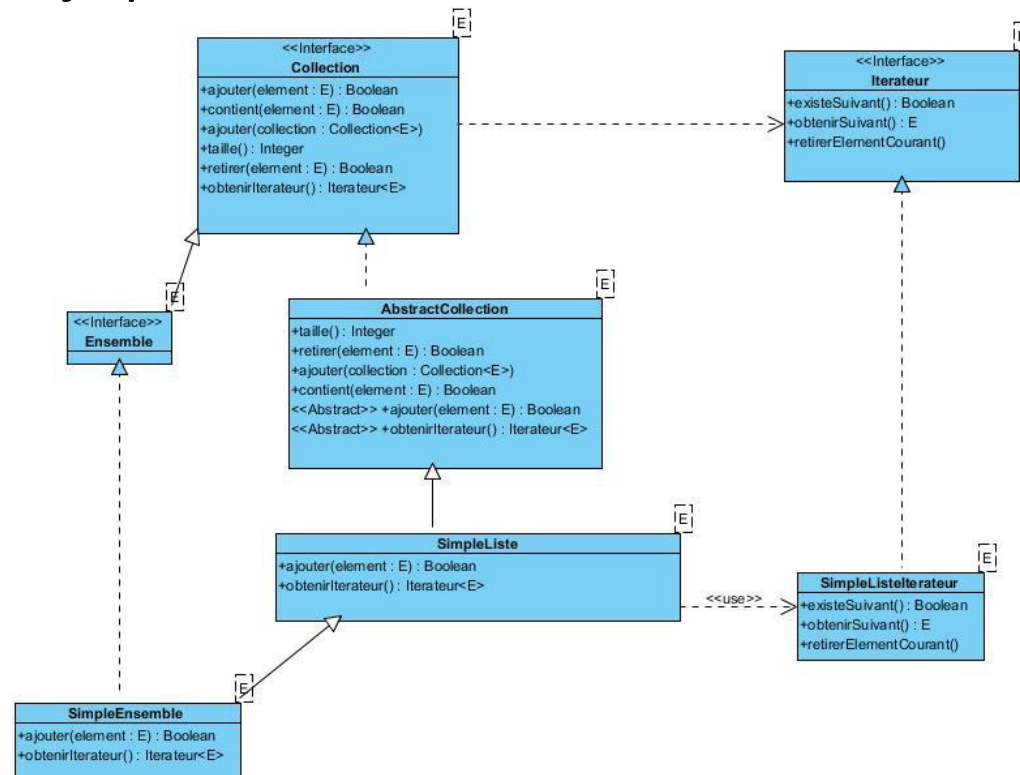 E
<<Interface>>
Collection
+ajouter(element : E) : Boolean
+contient(element : E) : Boolean
+ajouter(collection : Collection<E>)
+taille() : Integer
+retirer(element : E) : Boolean
+obtenirIterateur() : Iterateur<E>
<<Interface>>
Iterateur
+existeSuivant() : Boolean
+obtenirSuivant() : E
+retirerElementCourant()
E
<<Interface>>
Ensemble
E
AbstractCollection
+taille() : Integer
+retirer(element : E) : Boolean
+ajouter(collection : Collection<E>)
+contient(element : E) : Boolean
<<Abstract>> +ajouter(element : E) : Boolean
<<Abstract>> +obtenirIterateur() : Iterateur<E>
E
SimpleListe
+ajouter(element : E) : Boolean
+obtenirIterateur() : Iterateur<E>
<<use>>
E
SimpleListeIterateur
+existeSuivant() : Boolean
+obtenirSuivant() : E
+retirerElementCourant()
E
SimpleEnsemble
+ajouter(element : E) : Boolean
+obtenirIterateur() : Iterateur<E>